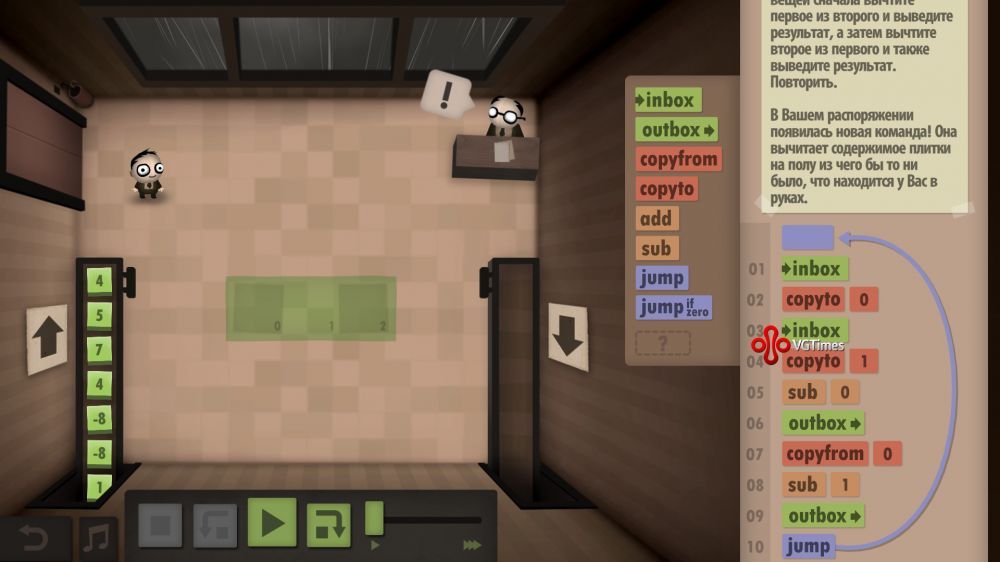 вещей сначала вычтите
первое из второго и выведите
результат, а затем вычтите
второе из первого и также
выведите результат.
Повторить.
В Вашем распоряжении
появилась новая команда! Она
вычитает содержимое плитки
на полу из чего бы то ни
было, что находится у Вас в
руках.
!
inbox
outbox
copyfrom
copyto
add
sub
jump
jump if zero
?
4
5
7
4
-8
-8
1
0
1
2
01 inbox
02 copyto 0
03 inbox
VGTimes
04 copyto 1
05 sub 0
06 outbox
07 copyfrom 0
08 sub 1
09 outbox
10 jump